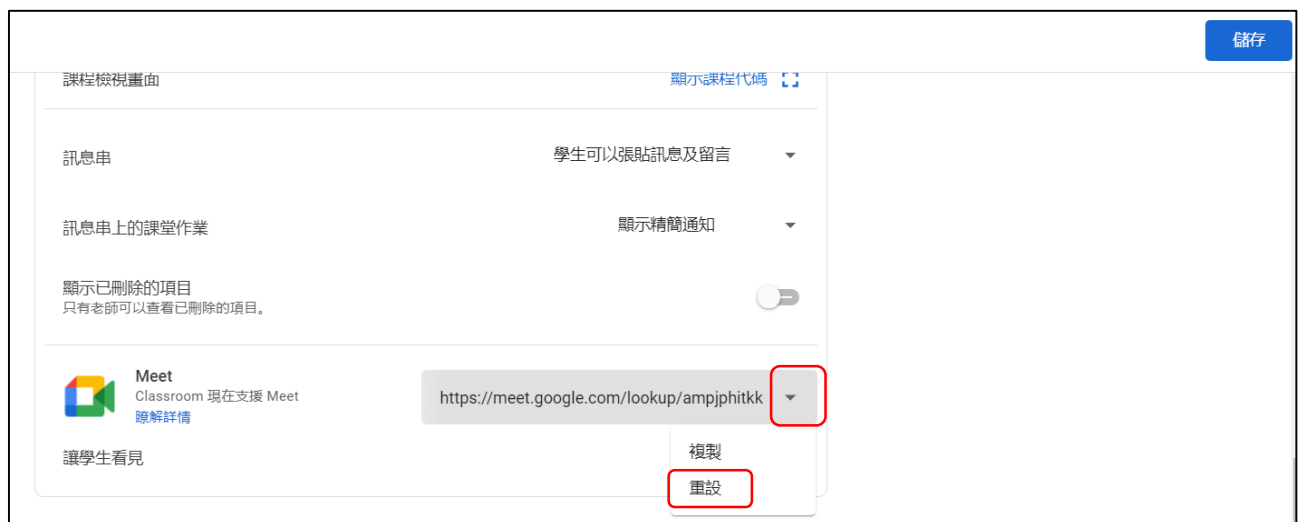 儲存
課程檢視畫面
顯示課程代碼
訊息串
學生可以張貼訊息及留言
訊息串上的課堂作業
顯示精簡通知
顯示已刪除的項目
只有老師可以查看已刪除的項目。
Meet
Classroom 現在支援 Meet
瞭解詳情
https://meet.google.com/lookup/ampjphitkk
讓學生看見
複製
重設